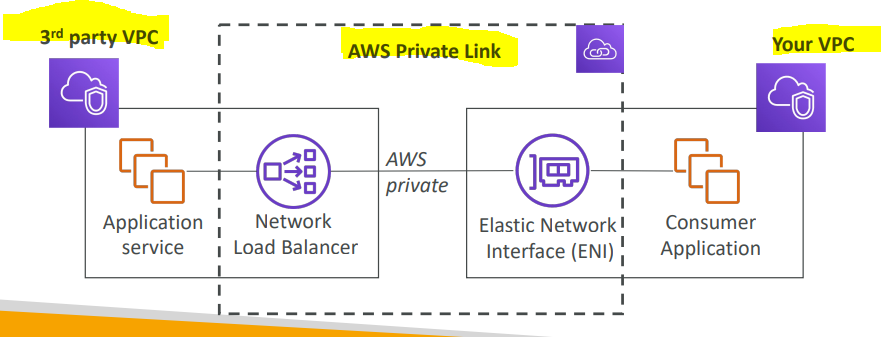 3rd party VPC
AWS Private Link
Your VPC
AWS
private
Application
service
Network
Load Balancer
Elastic Network
Interface (ENI)
Consumer
Application